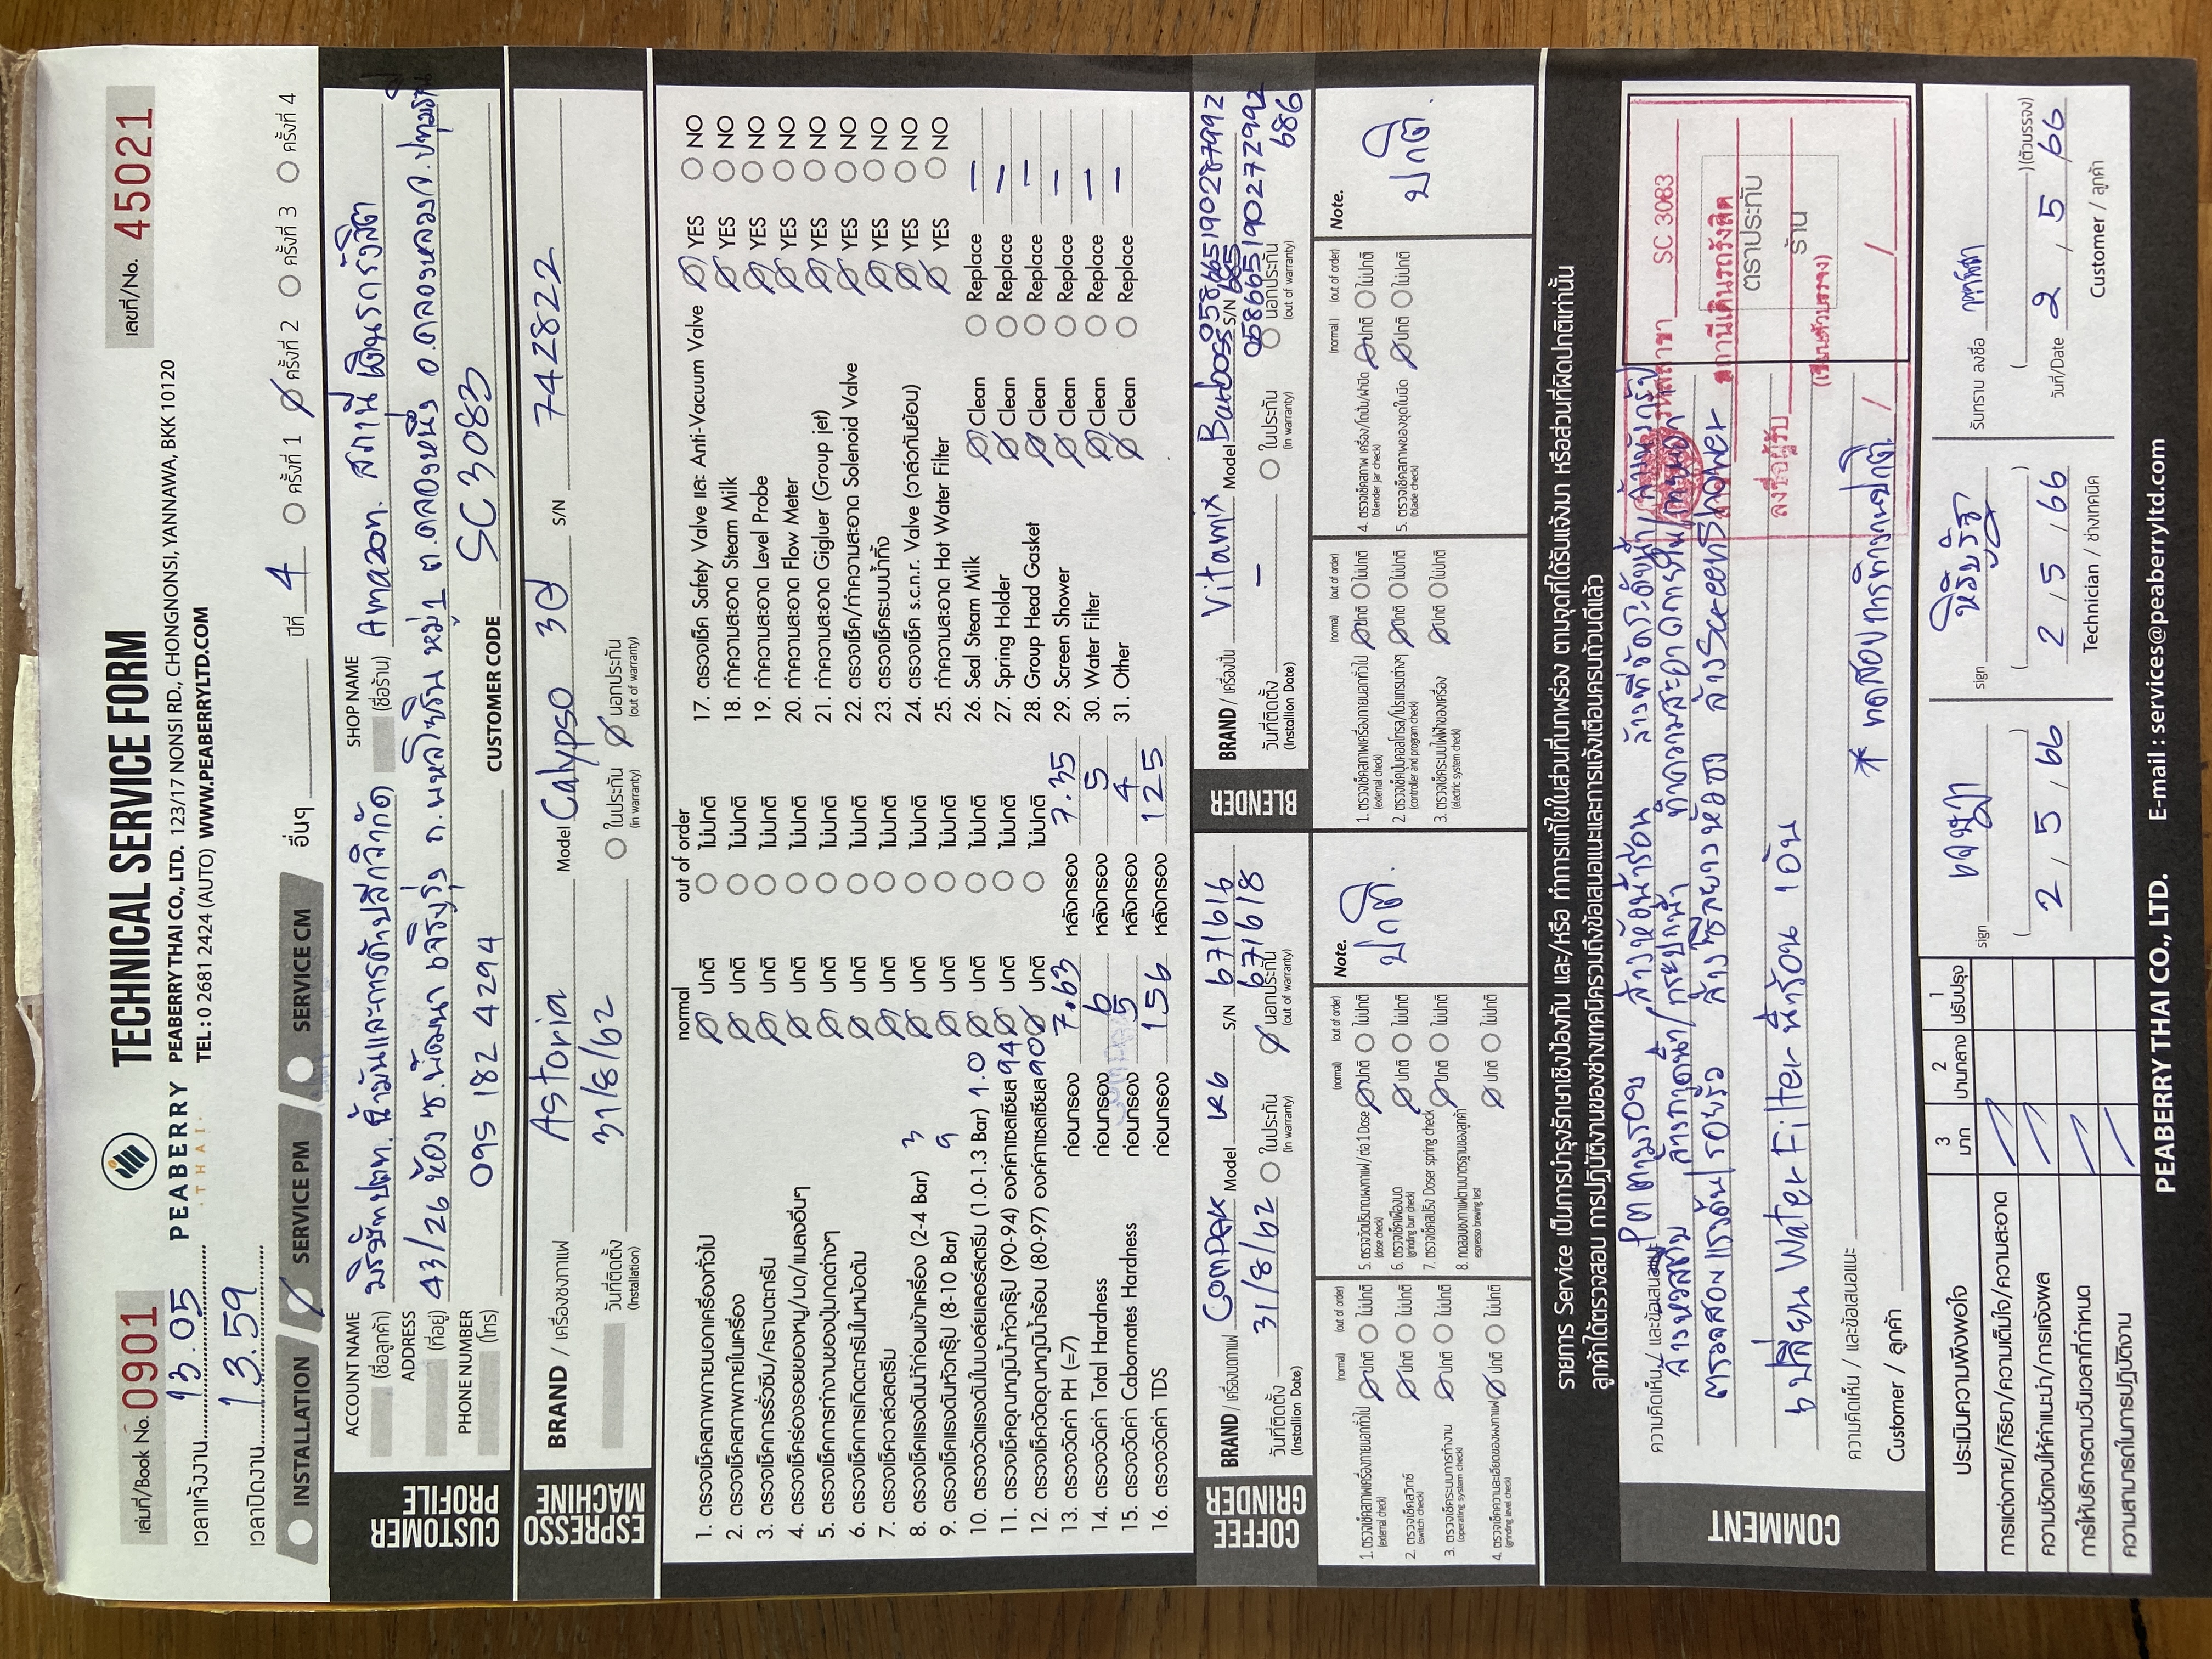 เล่มที่/Book No. 0901
PEABERRY
·THAI·
TECHNICAL SERVICE FORM
เลขที่/No. 45021
PEABERRY THAI CO., LTD. 123/17 NONSI RD., CHONGNONSI, YANNAWA, BKK 10120
TEL : 0 2681 2424 (AUTO) WWW.PEABERRYLTD.COM
เวลาแจ้งงาน 13.05
เวลาปิดงาน 13.59
INSTALLATION SERVICE PM SERVICE CM อื่นๆ ปีที่ 4 ครั้งที่ 1 ครั้งที่ 2 ครั้งที่ 3 ครั้งที่ 4
CUSTOMER PROFILE
ACCOUNT NAME (ชื่อลูกค้า) บริษัท ปตท. น้ำมันและการค้าปลีกจำกัด SHOP NAME (ชื่อร้าน) Amazon. สถานีเดินรถรังสิต
ADDRESS (ที่อยู่) 43/26 ห้อง ซ.พัฒนา เจริญรุ่ง ถ.พหลโยธิน หมู่1 ต.คลองหนึ่ง อ.คลองหลวง จ.ปทุมธานี
PHONE NUMBER (โทร) 095 182 4294 CUSTOMER CODE SC 3083
ESPRESSO MACHINE
BRAND / เครื่องชงกาแฟ Astoria Model Calypso 3G S/N 742822
วันที่ติดตั้ง (Installation) 31/8/62 ในประกัน (in warranty) นอกประกัน (out of warranty)
normal out of order
1. ตรวจเช็คสภาพภายนอกเครื่องทั่วไป ปกติ ไม่ปกติ
2. ตรวจเช็คสภาพภายในเครื่อง ปกติ ไม่ปกติ
3. ตรวจเช็คการรั่วซึม/คราบตะกรัน ปกติ ไม่ปกติ
4. ตรวจเช็คร่องรอยของหนู/มด/แมลงอื่นๆ ปกติ ไม่ปกติ
5. ตรวจเช็คการทำงานของปุ่มกดต่างๆ ปกติ ไม่ปกติ
6. ตรวจเช็คการเกิดตะกรันในหม้อต้ม ปกติ ไม่ปกติ
7. ตรวจเช็ควาล์วสตรีม ปกติ ไม่ปกติ
8. ตรวจเช็คแรงดันน้ำก่อนเข้าเครื่อง (2-4 Bar) 3 ปกติ ไม่ปกติ
9. ตรวจเช็คแรงดันหัวกรุ๊ป (8-10 Bar) 9 ปกติ ไม่ปกติ
10. ตรวจวัดแรงดันในบอล์ยเลอร์สตรีม (1.0-1.3 Bar) 1.0 ปกติ ไม่ปกติ
11. ตรวจเช็คอุณหภูมิน้ำหัวกรุ๊ป (90-94) องค์ศาเซลเซียส 94 ปกติ ไม่ปกติ
12. ตรวจเช็ควัดอุณหภูมิน้ำร้อน (80-97) องค์ศาเซลเซียส 90 ปกติ ไม่ปกติ
13. ตรวจวัดค่า PH (=7) ก่อนกรอง 7.63 หลังกรอง 7.35
14. ตรวจวัดค่า Total Hardness ก่อนกรอง 6 หลังกรอง 5
15. ตรวจวัดค่า Cabornates Hardness ก่อนกรอง 5 หลังกรอง 4
16. ตรวจวัดค่า TDS ก่อนกรอง 156 หลังกรอง 125
17. ตรวจเช็ค Safety Valve และ Anti-Vacuum Valve YES NO
18. ทำความสะอาด Steam Milk YES NO
19. ทำความสะอาด Level Probe YES NO
20. ทำความสะอาด Flow Meter YES NO
21. ทำความสะอาด Gigluer (Group jet) YES NO
22. ตรวจเช็ค/ทำความสะอาด Solenoid Valve YES NO
23. ตรวจเช็คระบบน้ำทิ้ง YES NO
24. ตรวจเช็ค s.c.n.r. Valve (วาล์วกันย้อน) YES NO
25. ทำความสะอาด Hot Water Filter YES NO
26. Seal Steam Milk Clean Replace -
27. Spring Holder Clean Replace -
28. Group Head Gasket Clean Replace -
29. Screen Shower Clean Replace -
30. Water Filter Clean Replace -
31. Other Clean Replace -
COFFEE GRINDER
BRAND / เครื่องบดกาแฟ COMPAK Model K6 S/N 671616
671618
วันที่ติดตั้ง (Installion Date) 31/8/62 ในประกัน (in warranty) นอกประกัน (out of warranty)
BLENDER
BRAND / เครื่องปั่น Vitamix Model Barboss S/N 058665190287992
685
058665190272992
686
วันที่ติดตั้ง (Installion Date) - ในประกัน (in warranty) นอกประกัน (out of warranty)
(normal) (out of order)
1. ตรวจเช็คสภาพเครื่องภายนอกทั่วไป (external check) ปกติ ไม่ปกติ
2. ตรวจเช็คสวิทซ์ (switch check) ปกติ ไม่ปกติ
3. ตรวจเช็คระบบการทำงาน (operating system check) ปกติ ไม่ปกติ
4. ตรวจเช็คความละเอียดของผงกาแฟ (grinding level check) ปกติ ไม่ปกติ
(normal) (out of order)
5. ตรวจวัดปริมาณผงกาแฟ/ต่อ 1 Dose (dose check) ปกติ ไม่ปกติ
6. ตรวจเช็คเฟืองบด (grinding burr check) ปกติ ไม่ปกติ
7. ตรวจเช็คสปริง Doser spring check ปกติ ไม่ปกติ
8. ทดสอบชงกาแฟตามมาตรฐานของลูกค้า espresso brewing test ปกติ ไม่ปกติ
Note.
ปกติ.
(normal) (out of order)
1. ตรวจเช็คสภาพเครื่องภายนอกทั่วไป (external check) ปกติ ไม่ปกติ
2. ตรวจเช็คปุ่มคอลโทรล/โปรแกรมต่างๆ (controller and program check) ปกติ ไม่ปกติ
3. ตรวจเช็คระบบไฟฟ้าของเครื่อง (electric system check) ปกติ ไม่ปกติ
(normal ) (out of order)
4. ตรวจเช็คสภาพ เครื่อง/โถปั่น/ฝาปิด (blender jar check) ปกติ ไม่ปกติ
5. ตรวจเช็คสภาพของชุดใบมีด (blade check) ปกติ ไม่ปกติ
Note.
ปกติ.
รายการ Service เป็นการบำรุงรักษาเชิงป้องกัน และ/หรือ ทำการแก้ไขในส่วนที่บกพร่อง ตามจุดที่ได้รับแจ้งมา หรือส่วนที่ผิดปกติเท่านั้น
ลูกค้าได้ตรวจสอบ การปฏิบัติงานของช่างเทคนิครวมถึงข้อเสนอแนะและการแจ้งเตือนครบถ้วนดีแล้ว
COMMENT
ความคิดเห็น / และข้อเสนอแนะ ตามรอบ ล้างหัวน้ำร้อน ล้างที่วัดระดับน้ำ ล้างหัวกรุ๊ป
ล้างหัวสตีม ล้างถาดน้ำ/กระปุกน้ำ ทำความสะอาดภายใน/ภายนอก
ตรวจสอบแรงดัน/รอยรั่ว ล้างซีลยางหัวชง ล้าง Screen Shower
เปลี่ยน Water Filter น้ำร้อน 1 อัน
รหัสสาขา SC 3083
สถานีเดินรถรังสิต
ตราประทับ
ร้าน
ลงชื่อผู้รับ
(เขียนตัวบรรจง)
/ /
ความคิดเห็น / และข้อเสนอแนะ
Customer / ลูกค้า * ทดสอบการทำงานปกติ
ประเมินความพึงพอใจ 3 มาก 2 ปานกลาง 1 ปรับปรุง
การแต่งกาย/กิริยา/ความเต็มใจ/ความสะอาด
ความชัดเจนให้คำแนะนำ/การแจ้งผล
การให้บริการตามวันเวลาที่กำหนด
ความสามารถในการปฏิบัติงาน
sign เจษฎา
( )
2 , 5 , 66
sign
( )
2 / 5 / 66
Technician / ช่างเทคนิค
รับทราบ ลงชื่อ
( ) (ตัวบรรจง)
วันที่/Date 2 , 5 / 66
Customer / ลูกค้า
PEABERRY THAI CO., LTD. E-mail : services@peaberryltd.com